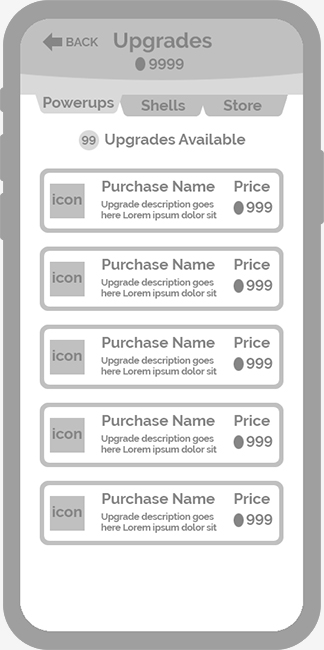 BACK Upgrades
9999
Powerups Shells Store
99 Upgrades Available
icon Purchase Name Price
Upgrade description goes 999
here Lorem ipsum dolor sit
icon Purchase Name Price
Upgrade description goes 999
here Lorem ipsum dolor sit
icon Purchase Name Price
Upgrade description goes 999
here Lorem ipsum dolor sit
icon Purchase Name Price
Upgrade description goes 999
here Lorem ipsum dolor sit
icon Purchase Name Price
Upgrade description goes 999
here Lorem ipsum dolor sit